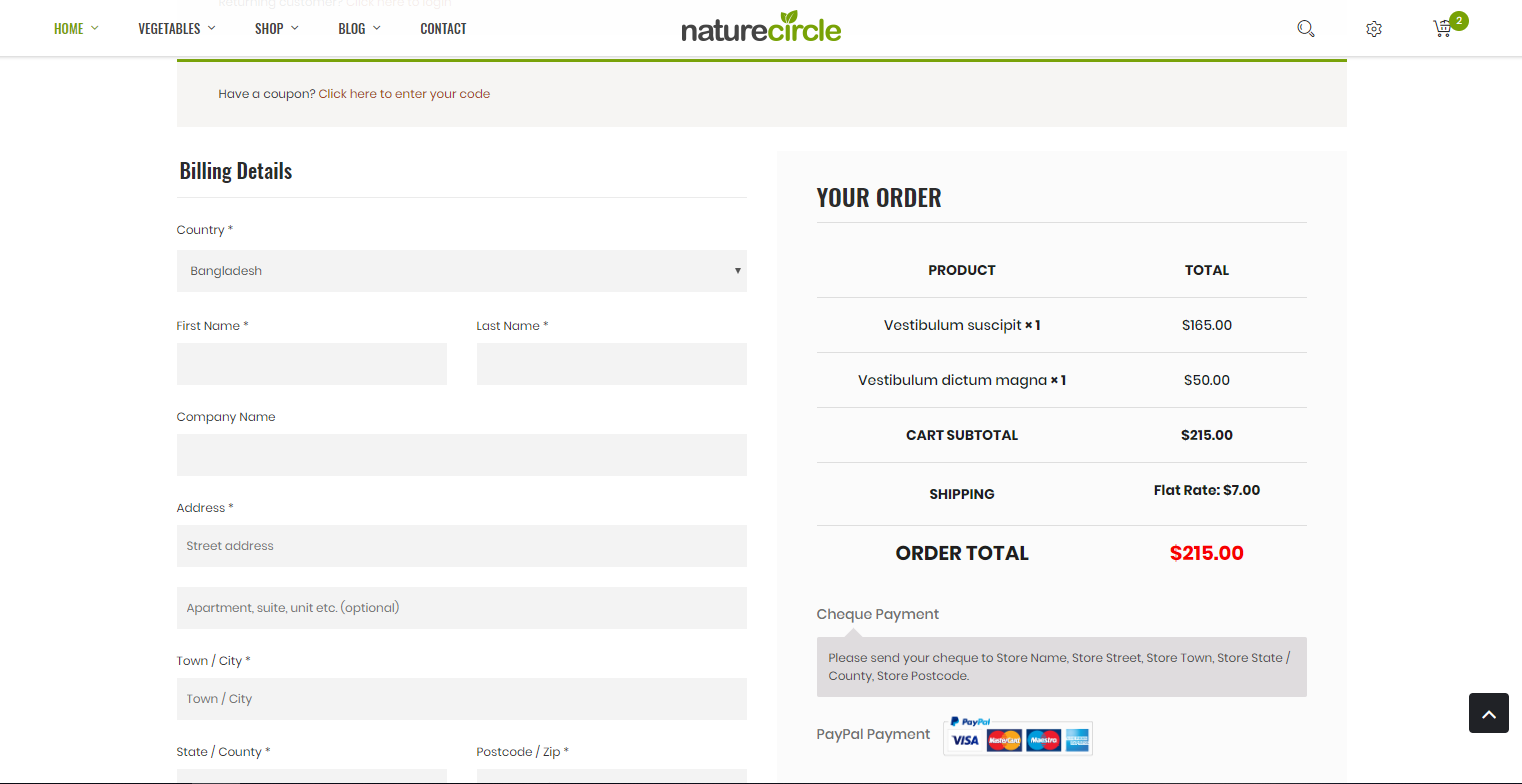 Returning customer? Click here to login
HOME VEGETABLES SHOP BLOG CONTACT
naturecircle
2
Have a coupon? Click here to enter your code
Billing Details
Country *
Bangladesh
First Name * Last Name *
Company Name
Address *
Street address
Apartment, suite, unit etc. (optional)
Town / City *
Town / City
State / County * Postcode / Zip *
YOUR ORDER
PRODUCT TOTAL
Vestibulum suscipit × 1 $165.00
Vestibulum dictum magna × 1 $50.00
CART SUBTOTAL $215.00
SHIPPING Flat Rate: $7.00
ORDER TOTAL $215.00
Cheque Payment
Please send your cheque to Store Name, Store Street, Store Town, Store State /
County, Store Postcode.
PayPal Payment
PayPal
VISA MasterCard Maestro